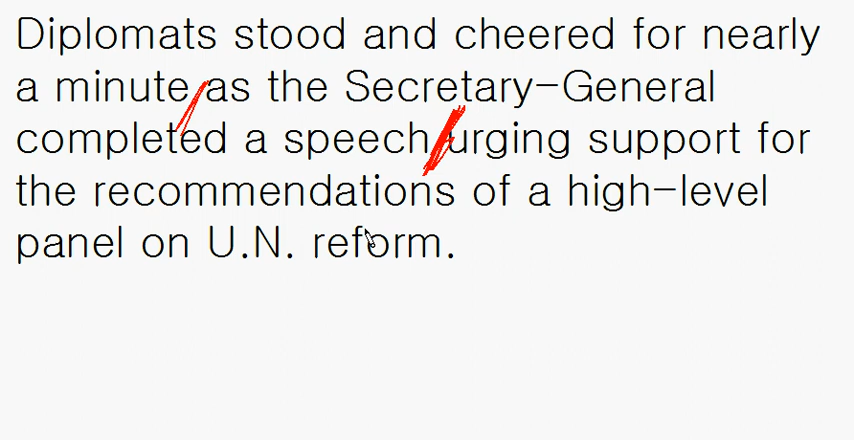 Diplomats stood and cheered for nearly
a minute as the Secretary-General
completed a speech urging support for
the recommendations of a high-level
panel on U.N. reform.